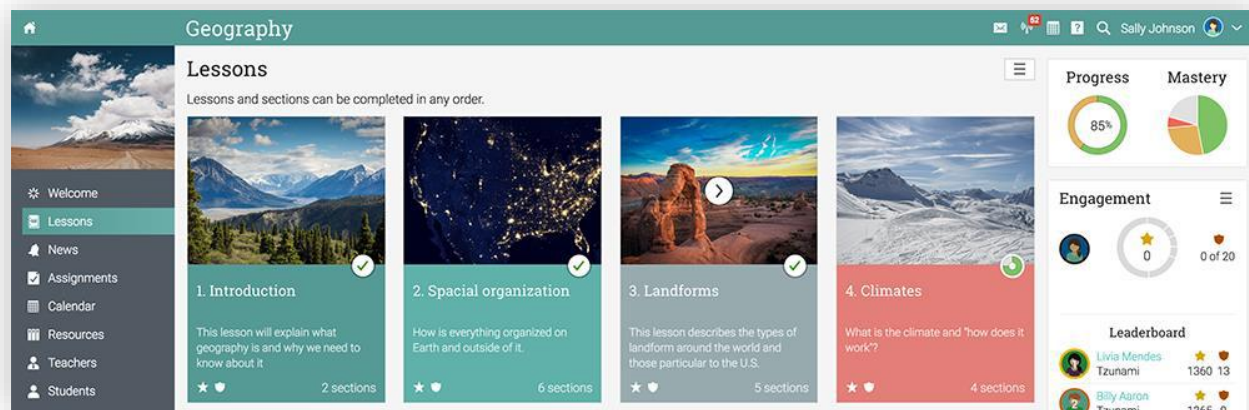 Geography
62
?
Sally Johnson
Welcome
Lessons
News
Assignments
Calendar
Resources
Teachers
Students
Lessons
Lessons and sections can be completed in any order.
1. Introduction
This lesson will explain what
geography is and why we need to
know about it
2 sections
2. Spacial organization
How is everything organized on
Earth and outside of it.
6 sections
3. Landforms
This lesson describes the types of
landform around the world and
those particular to the U.S.
5 sections
4. Climates
What is the climate and "how does it
work"?
4 sections
Progress
Mastery
85%
Engagement
0
0 of 20
Leaderboard
Livia Mendes
Tzunami
1360 13
Billy Aaron